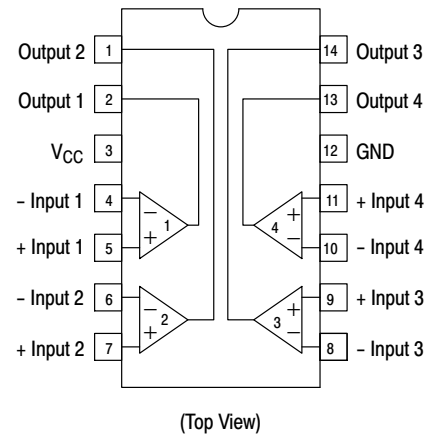 Output 2 1 14 Output 3
Output 1 2 13 Output 4
VCC 3 12 GND
– Input 1 4 – 1 + 4 11 + Input 4
+ Input 1 5 + – 10 – Input 4
– Input 2 6 – 2 + 3 9 + Input 3
+ Input 2 7 + – 8 – Input 3
(Top View)